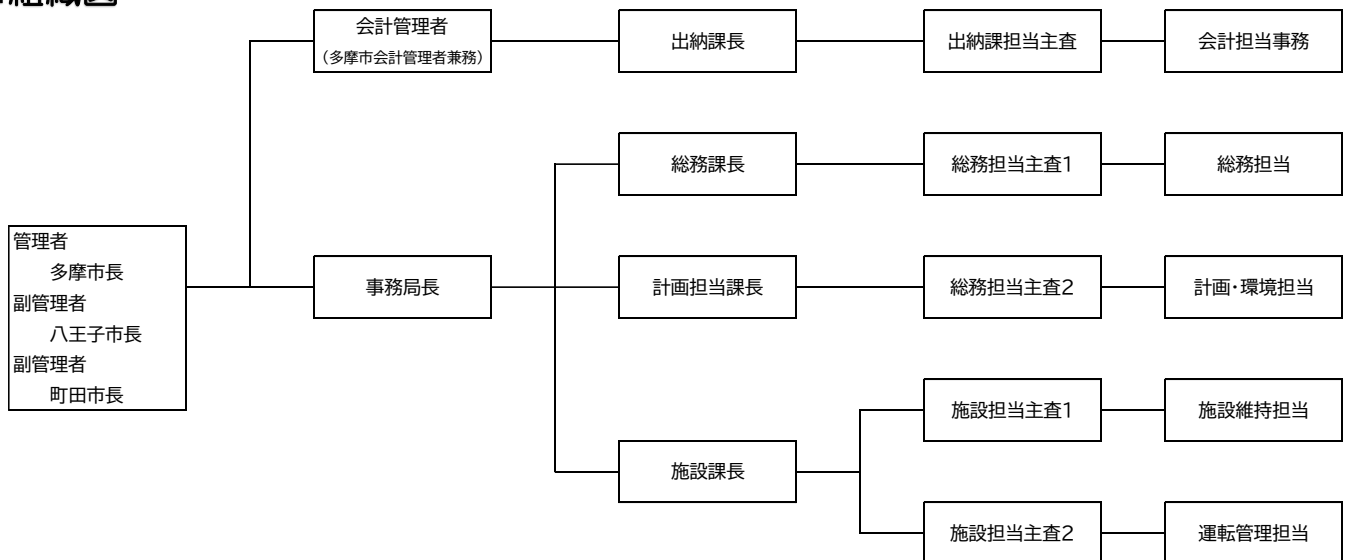 組織図
会計管理者
(多摩市会計管理者兼務)
出納課長
出納課担当主査
会計担当事務
総務課長
総務担当主査1
総務担当
管理者
多摩市長
副管理者
八王子市長
副管理者
町田市長
事務局長
計画担当課長
総務担当主査2
計画・環境担当
施設課長
施設担当主査1
施設維持担当
施設担当主査2
運転管理担当